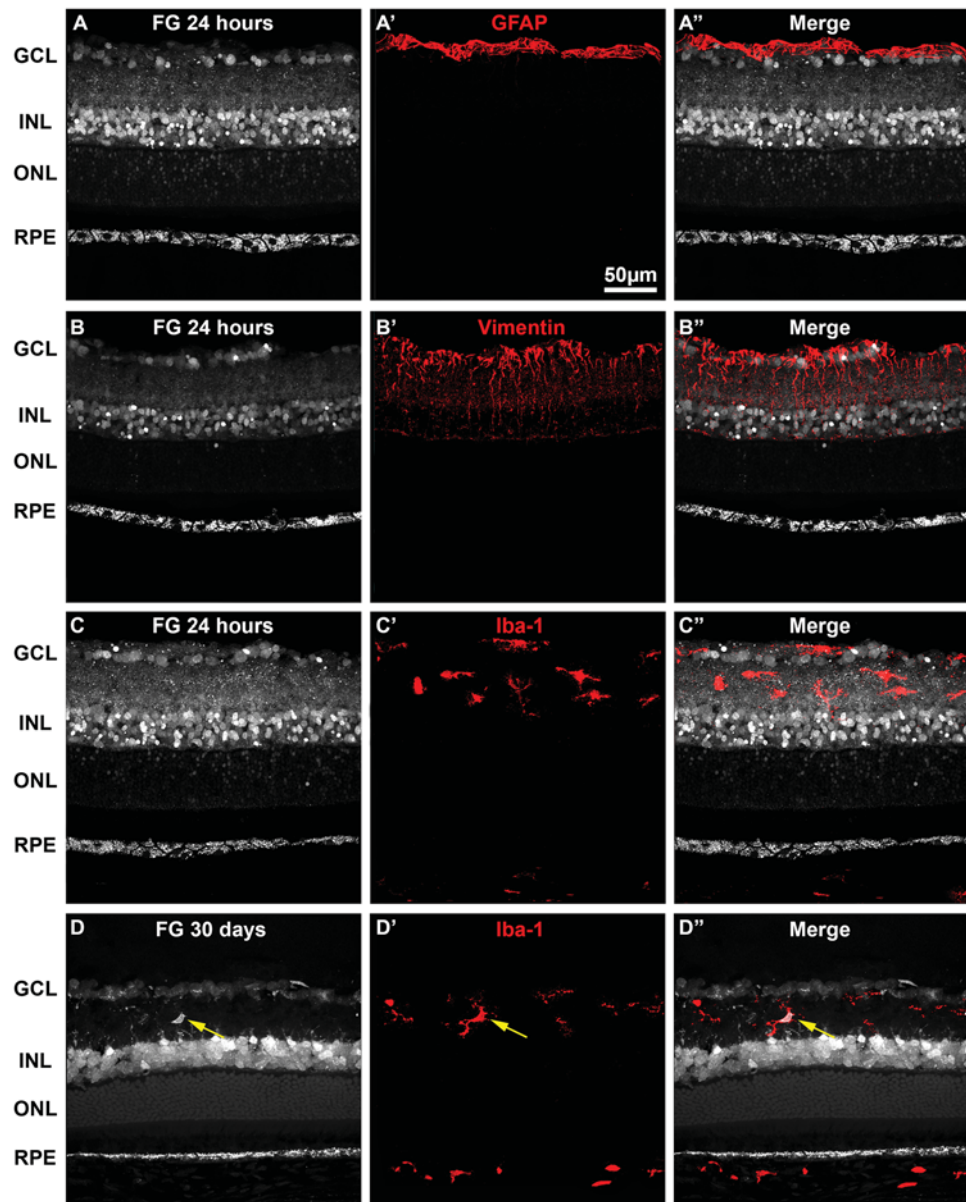 A FG 24 hours
A' GFAP
A" Merge
GCL
INL
ONL
RPE
50µm
B FG 24 hours
B' Vimentin
B" Merge
GCL
INL
ONL
RPE
C FG 24 hours
C' Iba-1
C" Merge
GCL
INL
ONL
RPE
D FG 30 days
D' Iba-1
D" Merge
GCL
INL
ONL
RPE